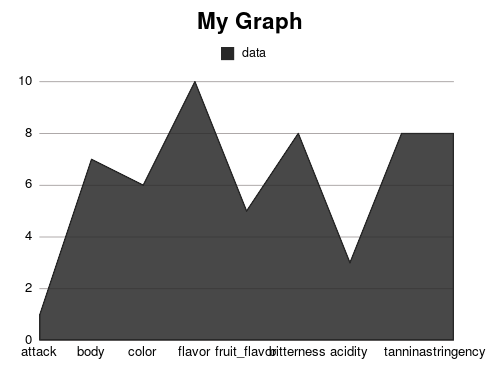 My Graph
data
10
8
6
4
2
0
attack body color flavor fruit_flavor bitterness acidity tannin astringency